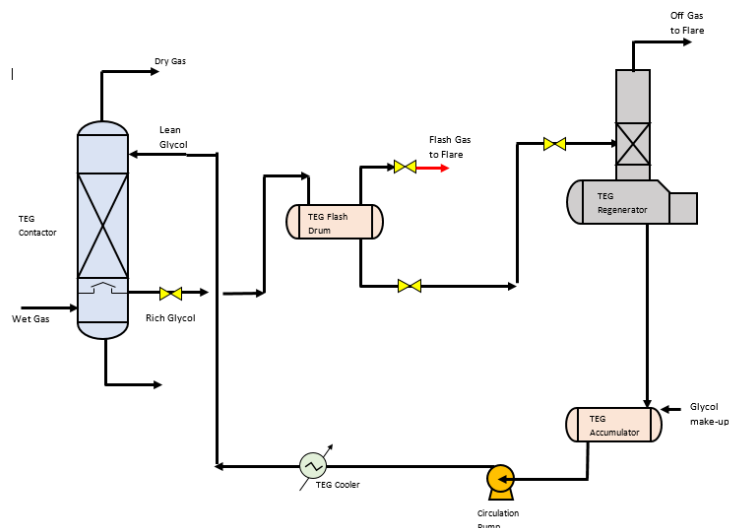 Off Gas
to Flare
Dry Gas
|
Lean
Glycol
Flash Gas
to Flare
TEG
Contactor
TEG Flash
Drum
TEG
Regenerator
Wet Gas
Rich Glycol
TEG
Accumulator
Glycol
make-up
TEG Cooler
Circulation
Pump